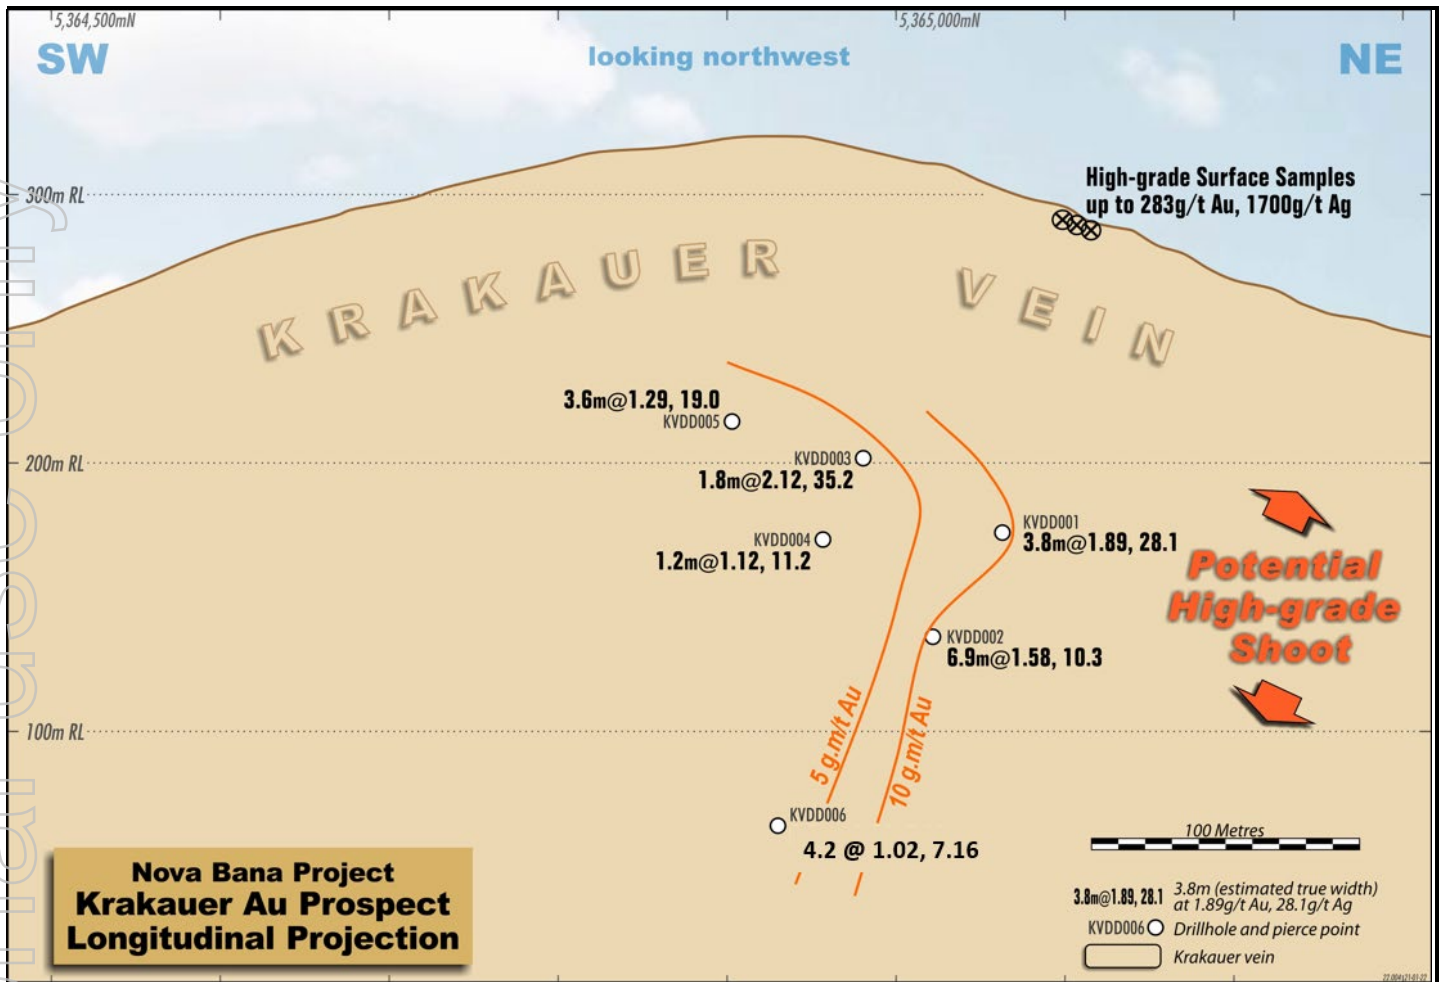 5,364,500mN
5,365,000mN
SW
looking northwest
NE
300m RL
High-grade Surface Samples
up to 283g/t Au, 1700g/t Ag
KRAKAUER VEIN
3.6m@1.29, 19.0
KVDD005
200m RL
KVDD003
1.8m@2.12, 35.2
KVDD004
1.2m@1.12, 11.2
KVDD001
3.8m@1.89, 28.1
Potential
High-grade
Shoot
KVDD002
6.9m@1.58, 10.3
5 g.m/t Au
10 g.m/t Au
100m RL
KVDD006
4.2 @ 1.02, 7.16
100 Metres
Nova Bana Project
Krakauer Au Prospect
Longitudinal Projection
3.8m@1.89, 28.1 3.8m (estimated true width)
at 1.89g/t Au, 28.1g/t Ag
KVDD006 Drillhole and pierce point
Krakauer vein